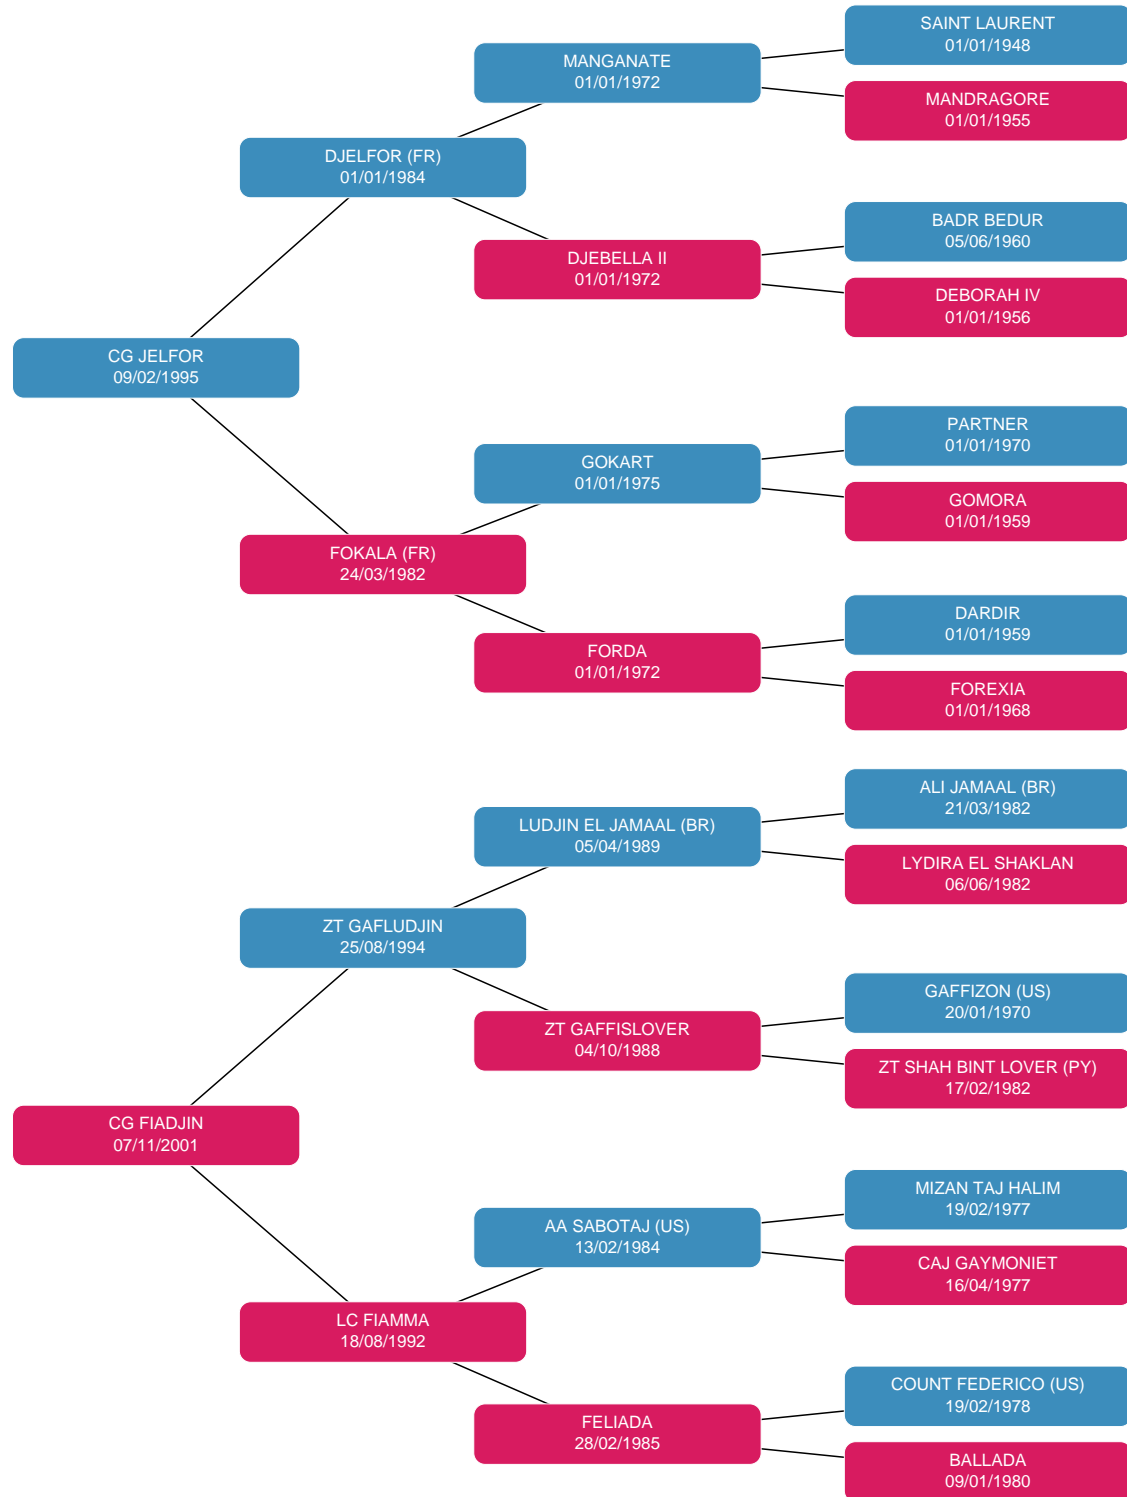 SAINT LAURENT
01/01/1948
MANGANATE
01/01/1972
MANDRAGORE
01/01/1955
DJELFOR (FR)
01/01/1984
BADR BEDUR
05/06/1960
DJEBELLA II
01/01/1972
DEBORAH IV
01/01/1956
CG JELFOR
09/02/1995
PARTNER
01/01/1970
GOKART
01/01/1975
GOMORA
01/01/1959
FOKALA (FR)
24/03/1982
DARDIR
01/01/1959
FORDA
01/01/1972
FOREXIA
01/01/1968
ALI JAMAAL (BR)
21/03/1982
LUDJIN EL JAMAAL (BR)
05/04/1989
LYDIRA EL SHAKLAN
06/06/1982
ZT GAFLUDJIN
25/08/1994
GAFFIZON (US)
20/01/1970
ZT GAFFISLOVER
04/10/1988
ZT SHAH BINT LOVER (PY)
17/02/1982
CG FIADJIN
07/11/2001
MIZAN TAJ HALIM
19/02/1977
AA SABOTAJ (US)
13/02/1984
CAJ GAYMONIET
16/04/1977
LC FIAMMA
18/08/1992
COUNT FEDERICO (US)
19/02/1978
FELIADA
28/02/1985
BALLADA
09/01/1980